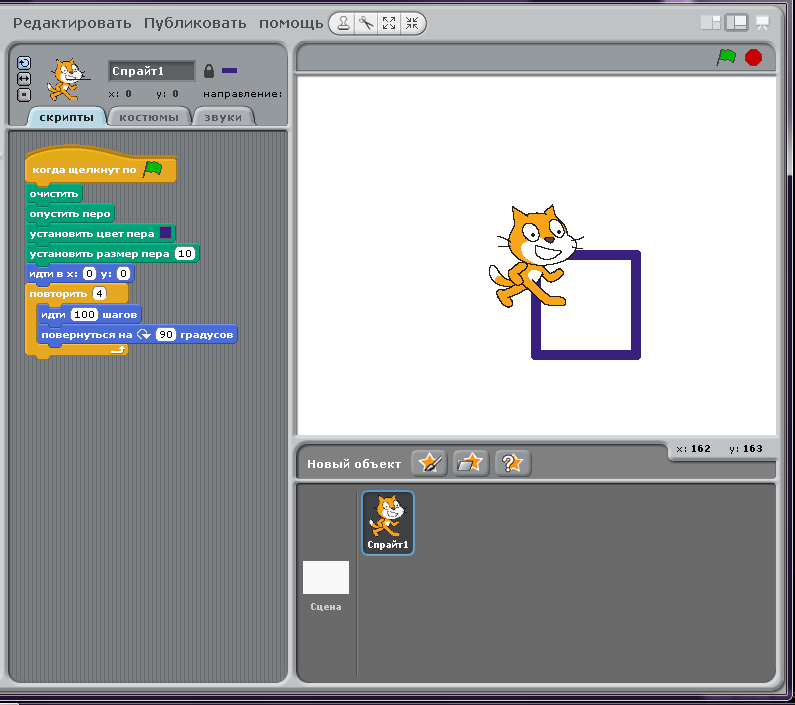 Редактировать Публиковать помощь
Спрайт1
x: 0 y: 0 направление:
скрипты костюмы звуки
когда щелкнут по
очистить
опустить перо
установить цвет пера
установить размер пера 10
идти в x: 0 y: 0
повторить 4
идти 100 шагов
повернуться на 90 градусов
x: 162 y: 163
Новый объект
Спрайт1
Сцена